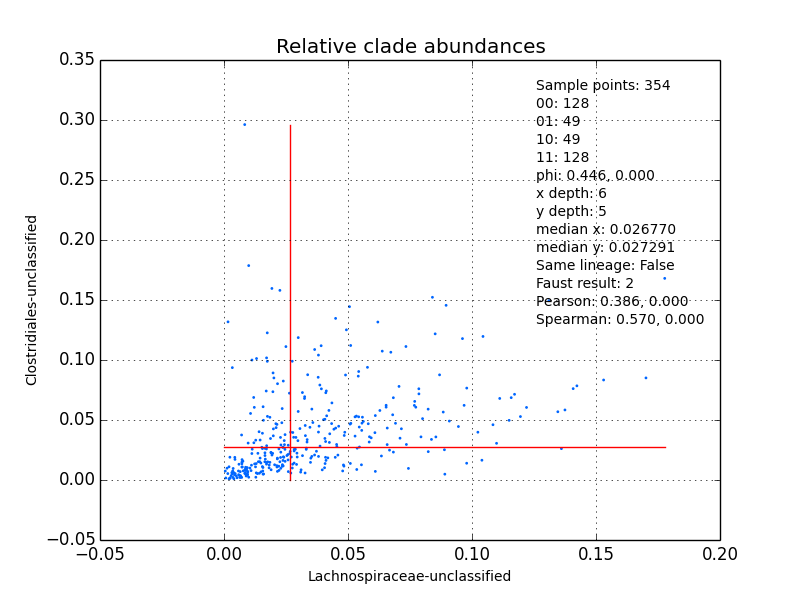 Relative clade abundances
Sample points: 354
00: 128
01: 49
10: 49
11: 128
phi: 0.446, 0.000
x depth: 6
y depth: 5
median x: 0.026770
median y: 0.027291
Same lineage: False
Faust result: 2
Pearson: 0.386, 0.000
Spearman: 0.570, 0.000
0.35
0.30
0.25
0.20
0.15
0.10
0.05
0.00
−0.05
Clostridiales-unclassified
−0.05 0.00 0.05 0.10 0.15 0.20
Lachnospiraceae-unclassified